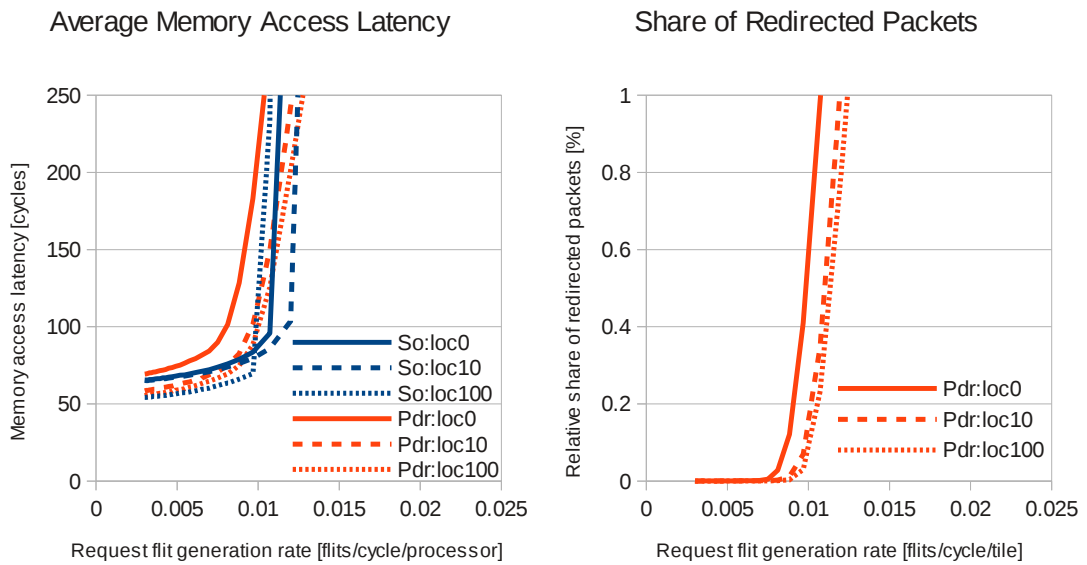 Average Memory Access Latency
Memory access latency [cycles]
250
200
150
100
50
0
0
0.005
0.01
0.015
0.02
0.025
So:loc0
So:loc10
So:loc100
Pdr:loc0
Pdr:loc10
Pdr:loc100
Request flit generation rate [flits/cycle/processor]
Share of Redirected Packets
Relative share of redirected packets [%]
1
0.8
0.6
0.4
0.2
0
0
0.005
0.01
0.015
0.02
0.025
Pdr:loc0
Pdr:loc10
Pdr:loc100
Request flit generation rate [flits/cycle/tile]